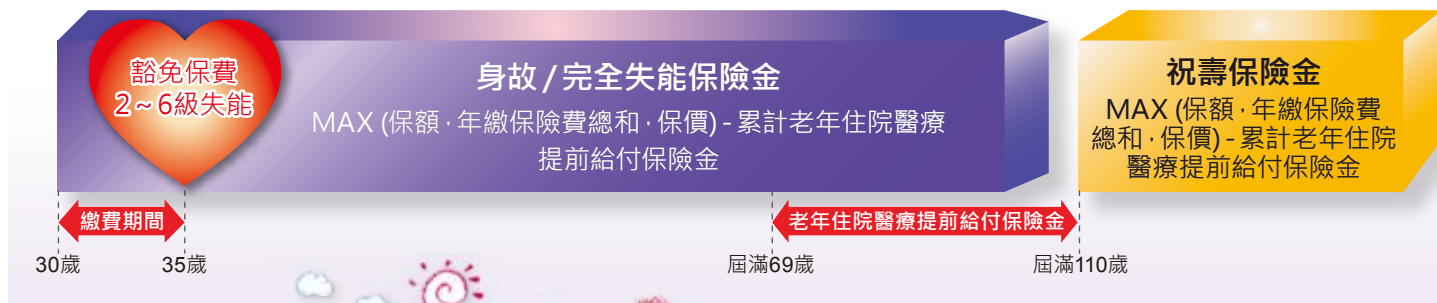 豁免保費
2~6級失能
身故/完全失能保險金
MAX (保額·年繳保險費總和·保價) - 累計老年住院醫療
提前給付保險金
祝壽保險金
MAX (保額·年繳保險費
總和·保價) - 累計老年住院
醫療提前給付保險金
繳費期間
老年住院醫療提前給付保險金
30歲
35歲
屆滿69歲
屆滿110歲